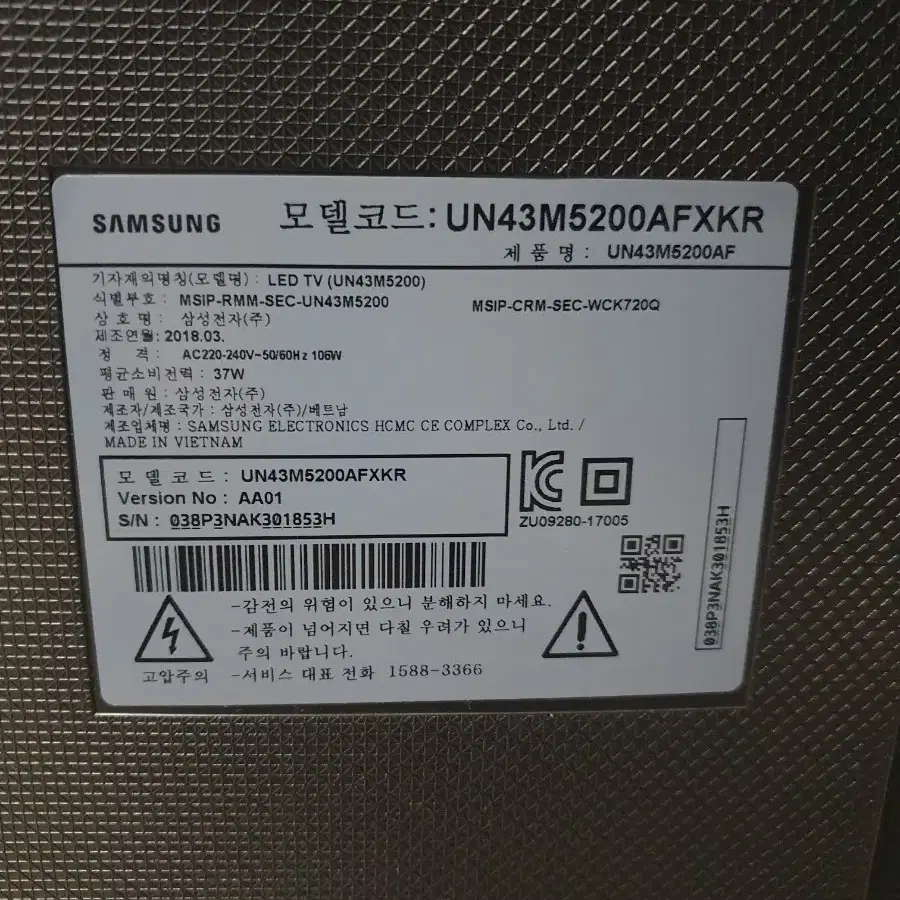 SAMSUNG 모델코드: UN43M5200AFXKR
제 품 명 : UN43M5200AF
기자재의명칭(모델명) : LED TV (UN43M5200)
식별부호 : MSIP-RMM-SEC-UN43M5200 MSIP-CRM-SEC-WCK720Q
상 호 명 : 삼성전자(주)
제조연월: 2018.03.
정 격 : AC220-240V~50/60Hz 106W
평균소비전력 : 37W
판 매 원 : 삼성전자(주)
제조자/제조국가 : 삼성전자(주)/베트남
제조업체명 : SAMSUNG ELECTRONICS HCMC CE COMPLEX Co., Ltd. /
MADE IN VIETNAM
모 델 코 드 : UN43M5200AFXKR
Version No : AA01
S/N : 038P3NAK301853H
ZU09280-17005
038P3NAK301853H
-감전의 위험이 있으니 분해하지 마세요.
-제품이 넘어지면 다칠 우려가 있으니
주의 바랍니다.
고압주의 -서비스 대표 전화 1588-3366